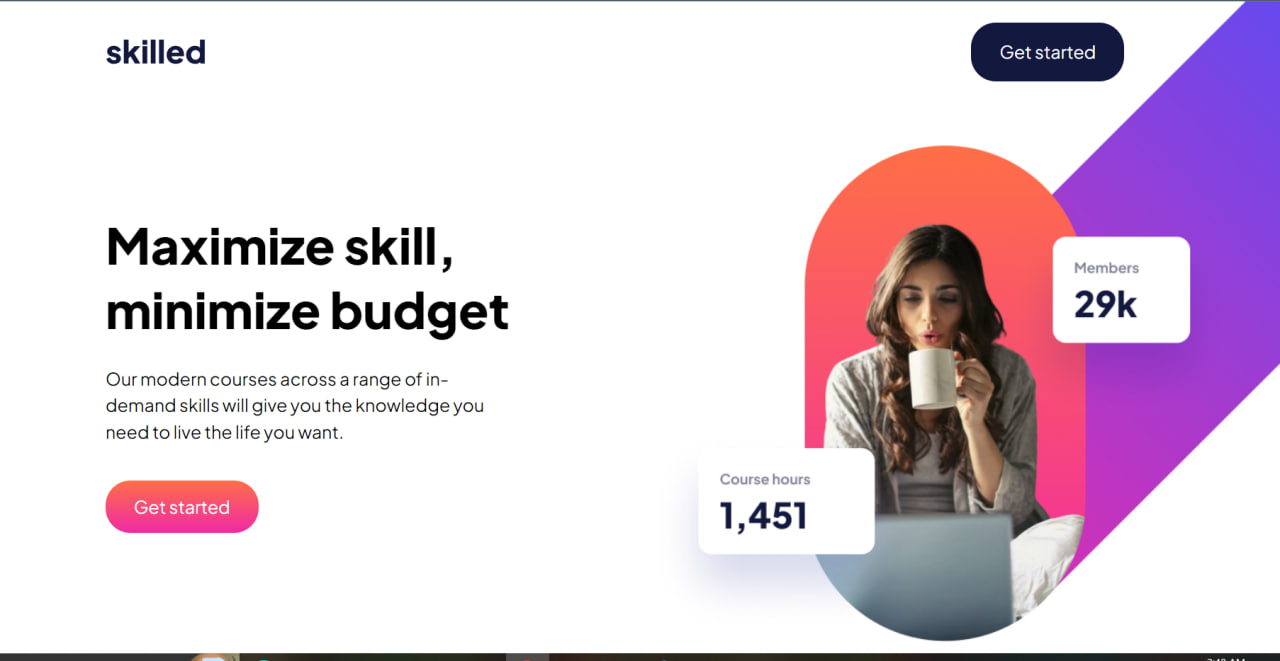 skilled
Get started
Maximize skill,
minimize budget
Our modern courses across a range of in-
demand skills will give you the knowledge you
need to live the life you want.
Get started
Members
29k
Course hours
1,451